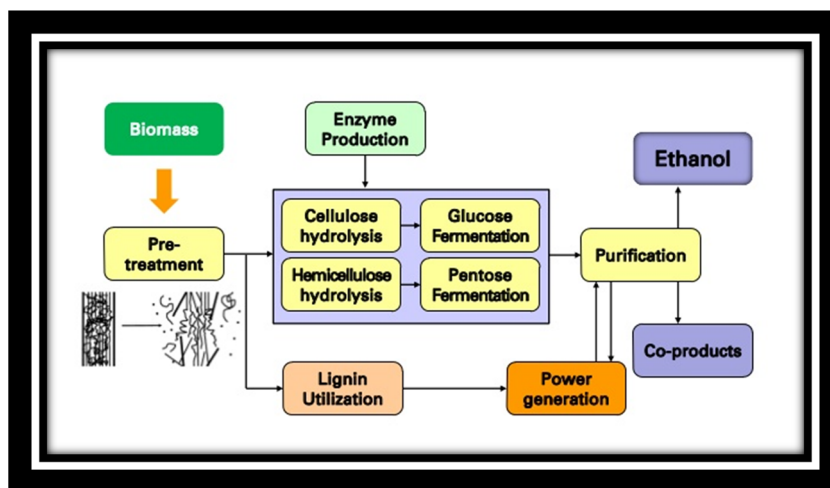 Biomass
Enzyme
Production
Ethanol
Pre-
treatment
Cellulose
hydrolysis
Glucose
Fermentation
Hemicellulose
hydrolysis
Pentose
Fermentation
Purification
Co-products
Lignin
Utilization
Power
generation